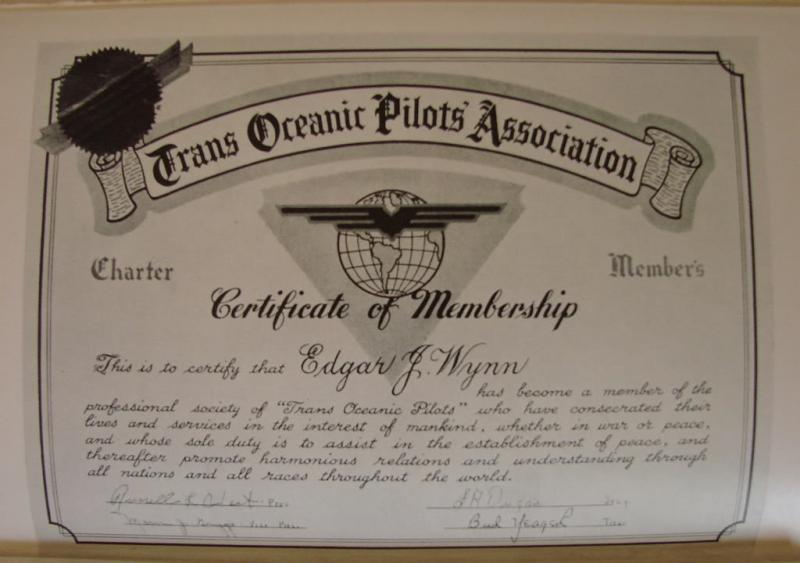 Trans Oceanic Pilots' Association
Charter Member's
Certificate of Membership
This is to certify that Edgar J. Wynn
has become a member of the
professional society of "Trans Oceanic Pilots" who have consecrated their
lives and services in the interest of mankind, whether in war or peace,
and whose sole duty is to assist in the establishment of peace, and
thereafter promote harmonious relations and understanding through
all nations and all races throughout the world.
Russell Pres.
Vice Pres.
Bud